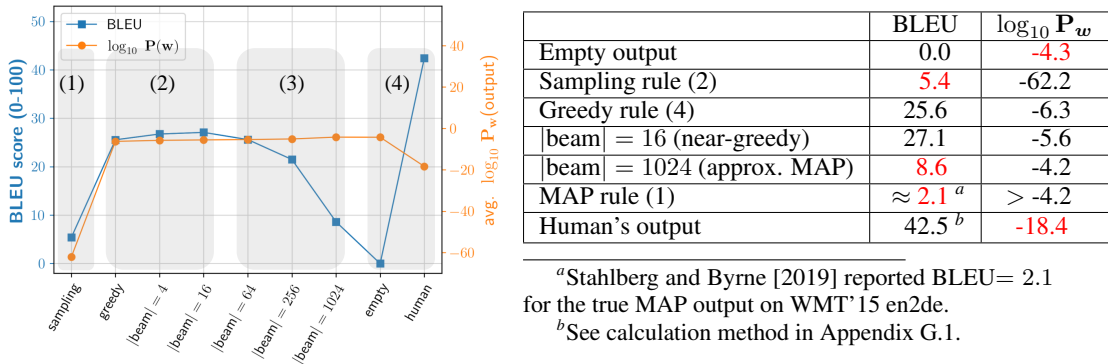 50
40
30
20
10
0
BLEU score (0-100)
BLEU
log₁₀ P(w)
(1)
(2)
(3)
(4)
40
20
0
−20
−40
−60
avg. log₁₀ P_w(output)
sampling
greedy
|beam| = 4
|beam| = 16
|beam| = 64
|beam| = 256
|beam| = 1024
empty
human
BLEU log₁₀ P_w
Empty output 0.0 -4.3
Sampling rule (2) 5.4 -62.2
Greedy rule (4) 25.6 -6.3
|beam| = 16 (near-greedy) 27.1 -5.6
|beam| = 1024 (approx. MAP) 8.6 -4.2
MAP rule (1) ≈ 2.1 ᵃ > -4.2
Human's output 42.5 ᵇ -18.4
ᵃStahlberg and Byrne [2019] reported BLEU= 2.1
for the true MAP output on WMT'15 en2de.
ᵇSee calculation method in Appendix G.1.